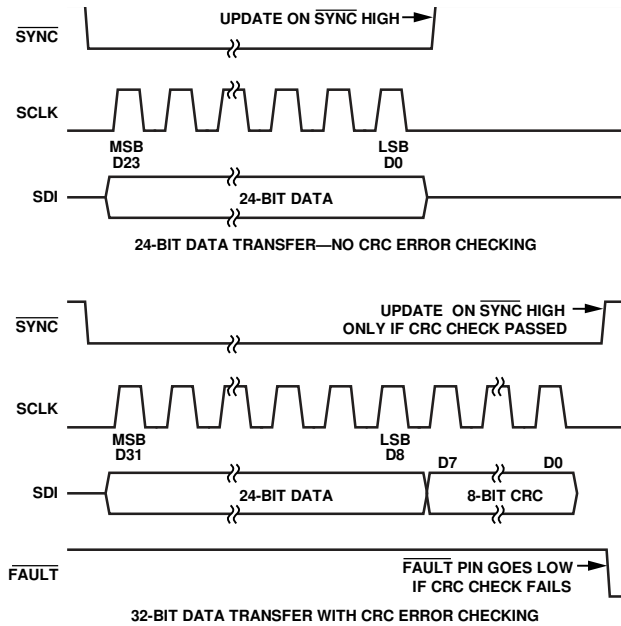 UPDATE ON SYNC HIGH
SYNC
SCLK
MSB
D23
LSB
D0
SDI
24-BIT DATA
24-BIT DATA TRANSFER—NO CRC ERROR CHECKING
UPDATE ON SYNC HIGH
ONLY IF CRC CHECK PASSED
SYNC
SCLK
MSB
D31
LSB
D8
D7
D0
SDI
24-BIT DATA
8-BIT CRC
FAULT
FAULT PIN GOES LOW
IF CRC CHECK FAILS
32-BIT DATA TRANSFER WITH CRC ERROR CHECKING